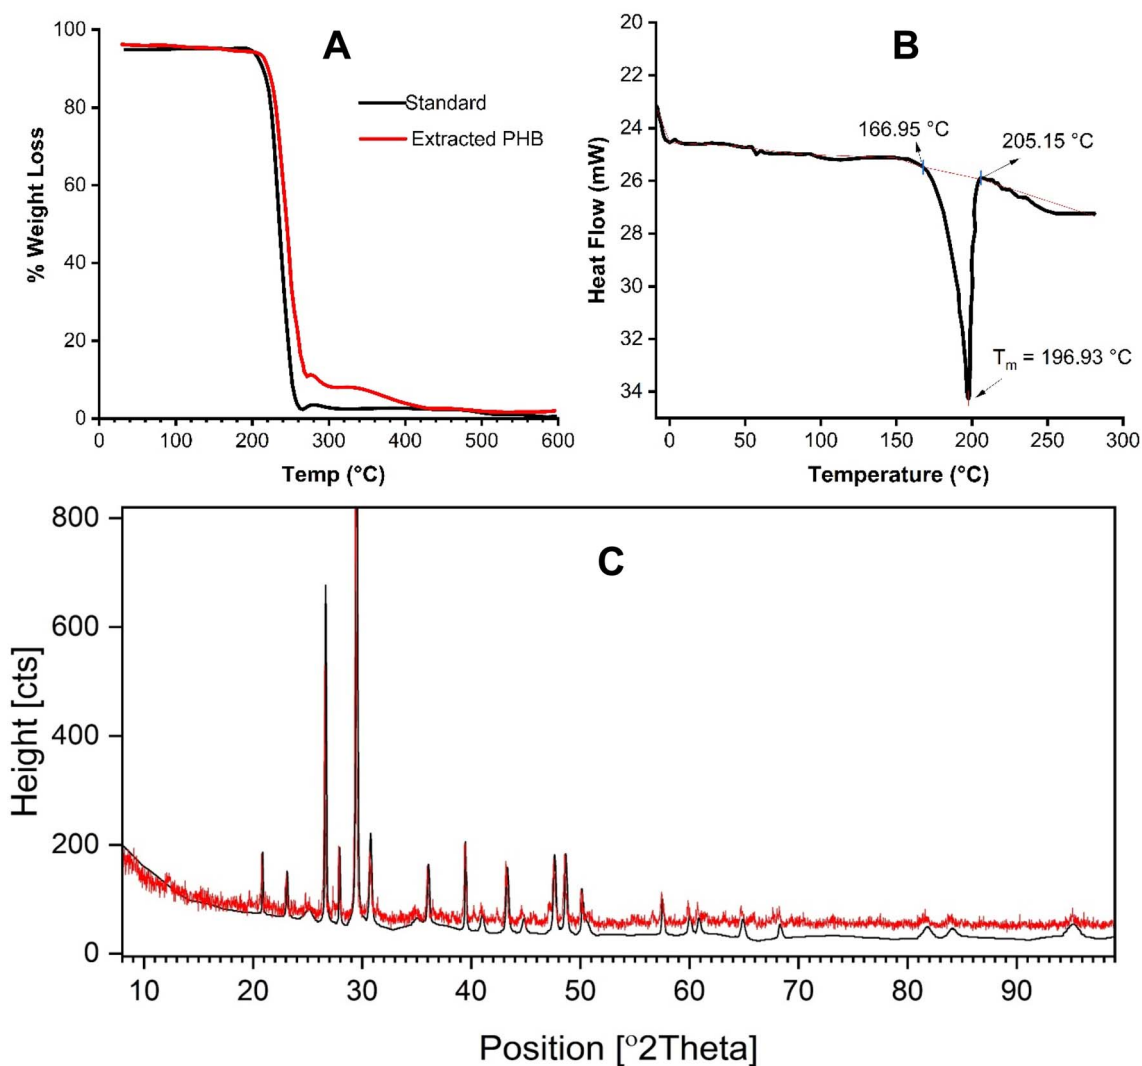 A
% Weight Loss
100
80
60
40
20
0
Standard
Extracted PHB
0 100 200 300 400 500 600
Temp (°C)
B
Heat Flow (mW)
20
22
24
26
28
30
32
34
166.95 °C
205.15 °C
Tm = 196.93 °C
0 50 100 150 200 250 300
Temperature (°C)
C
Height [cts]
800
600
400
200
0
10 20 30 40 50 60 70 80 90
Position [°2Theta]